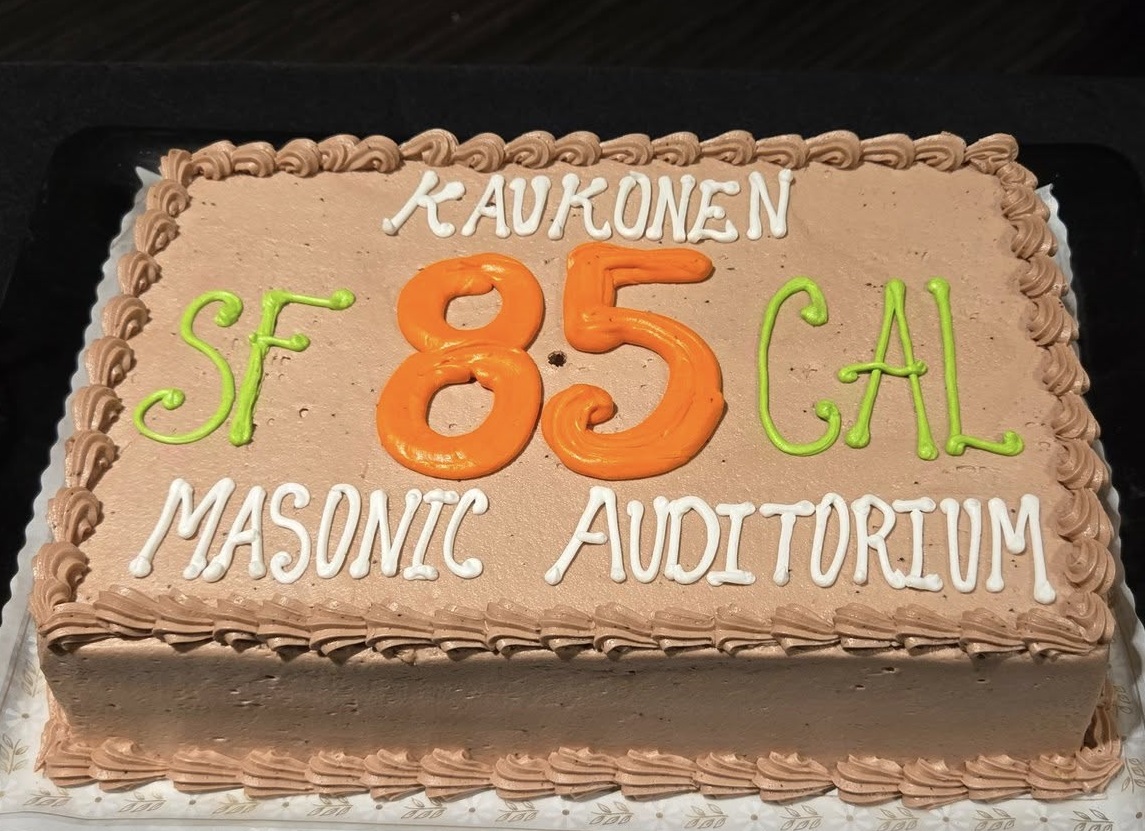 KAUKONEN
SF 85 CAL
MASONIC AUDITORIUM